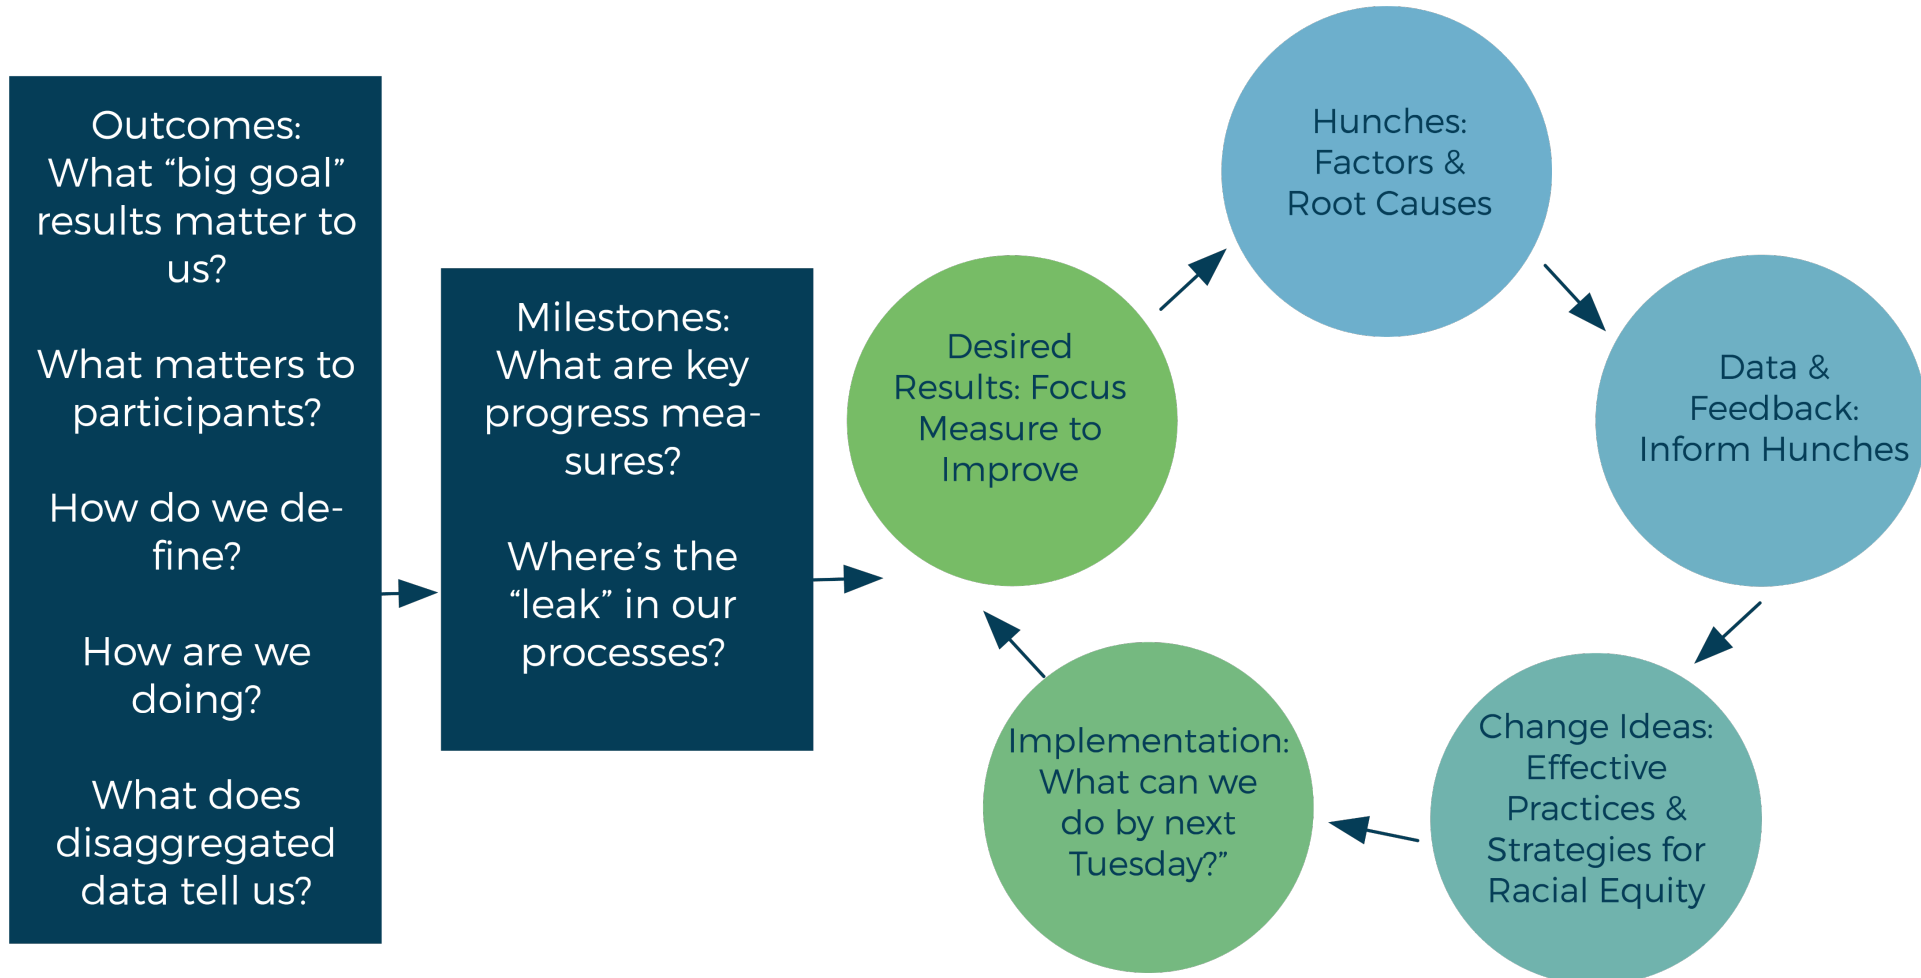 Outcomes:
What “big goal”
results matter to
us?
What matters to
participants?
How do we de-
fine?
How are we
doing?
What does
disaggregated
data tell us?
Milestones:
What are key
progress mea-
sures?
Where’s the
“leak” in our
processes?
Desired
Results: Focus
Measure to
Improve
Hunches:
Factors &
Root Causes
Data &
Feedback:
Inform Hunches
Change Ideas:
Effective
Practices &
Strategies for
Racial Equity
Implementation:
What can we
do by next
Tuesday?”